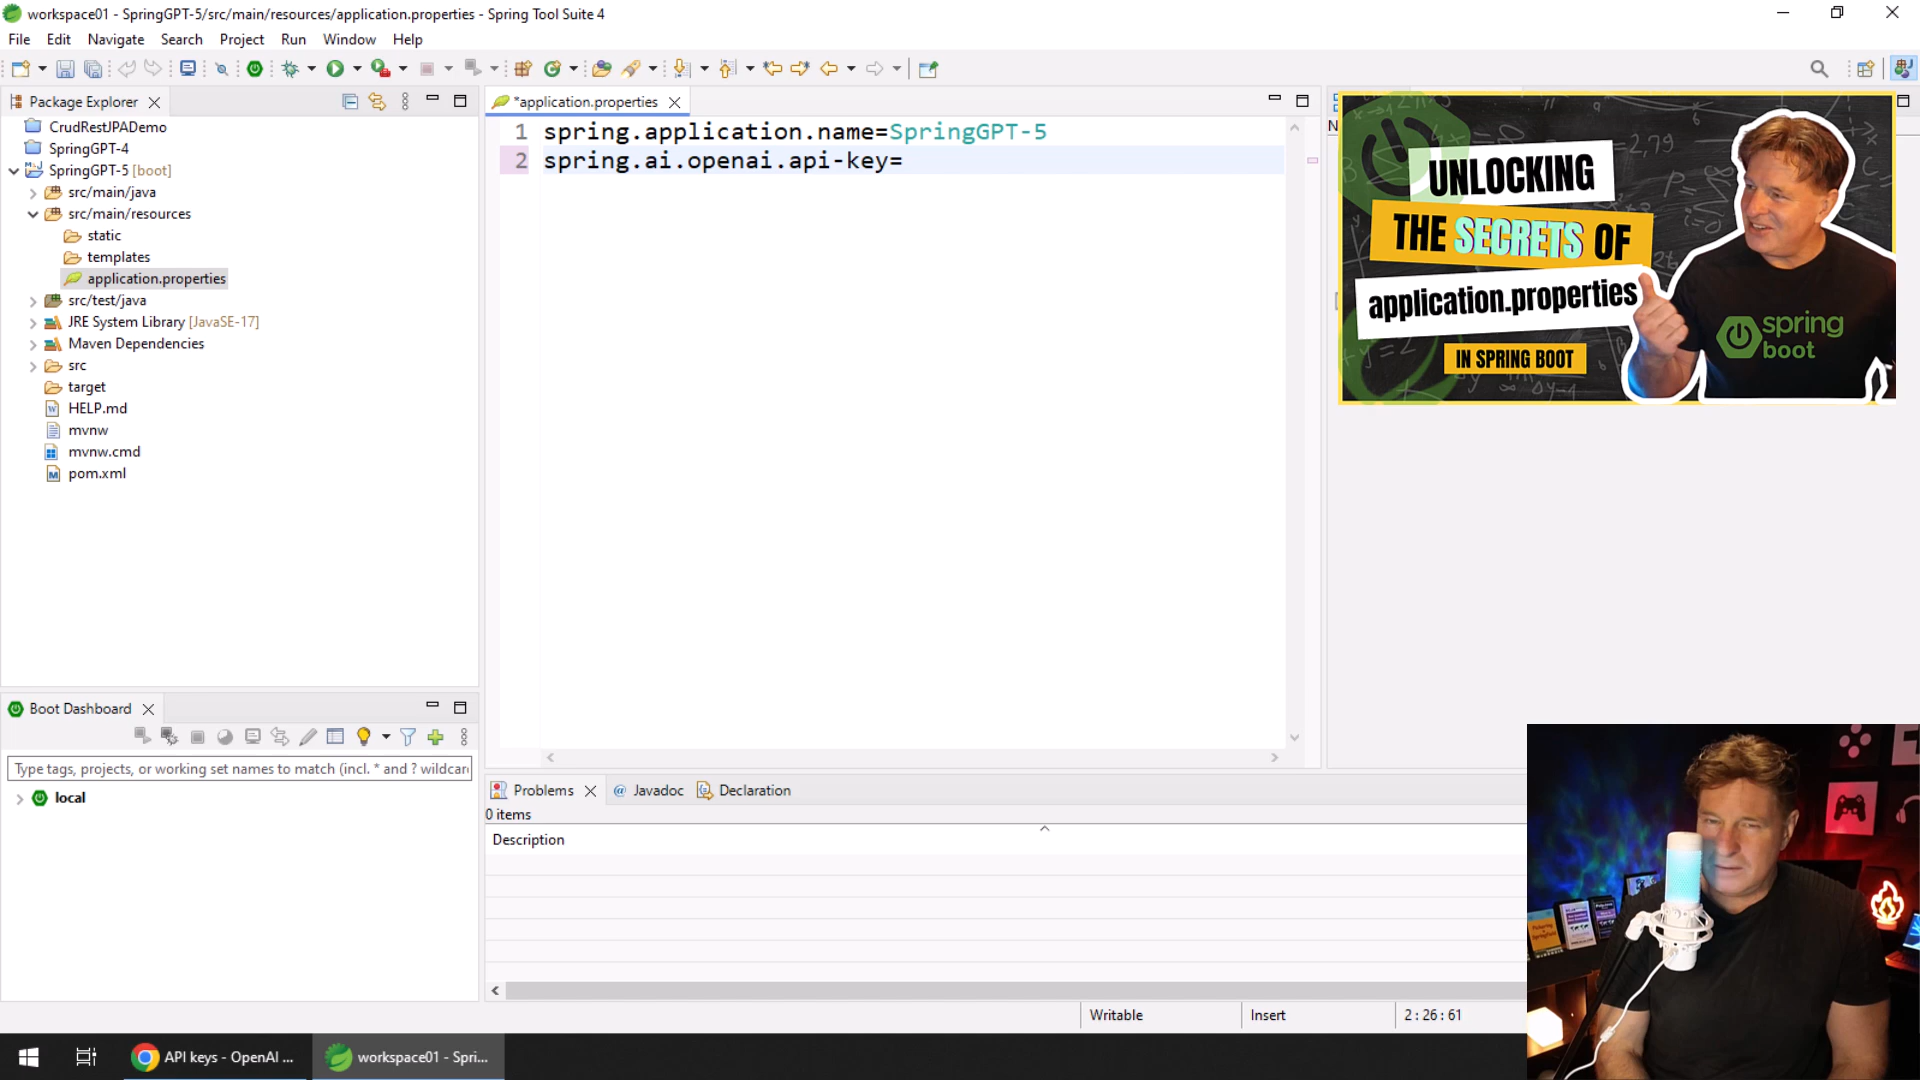 workspace01 - SpringGPT-5/src/main/resources/application.properties - Spring Tool Suite 4
File Edit Navigate Search Project Run Window Help
Package Explorer
CrudRestJPADemo
SpringGPT-4
SpringGPT-5 [boot]
src/main/java
src/main/resources
static
templates
application.properties
src/test/java
JRE System Library [JavaSE-17]
Maven Dependencies
src
target
HELP.md
mvnw
mvnw.cmd
pom.xml
*application.properties
1 spring.application.name=SpringGPT-5
2 spring.ai.openai.api-key=
UNLOCKING
THE SECRETS OF
application.properties
IN SPRING BOOT
spring
boot
Boot Dashboard
Type tags, projects, or working set names to match (incl. * and ? wildcar
local
Problems @ Javadoc Declaration
0 items
Description
Writable Insert 2 : 26 : 61
API keys - OpenAI ... workspace01 - Spri...